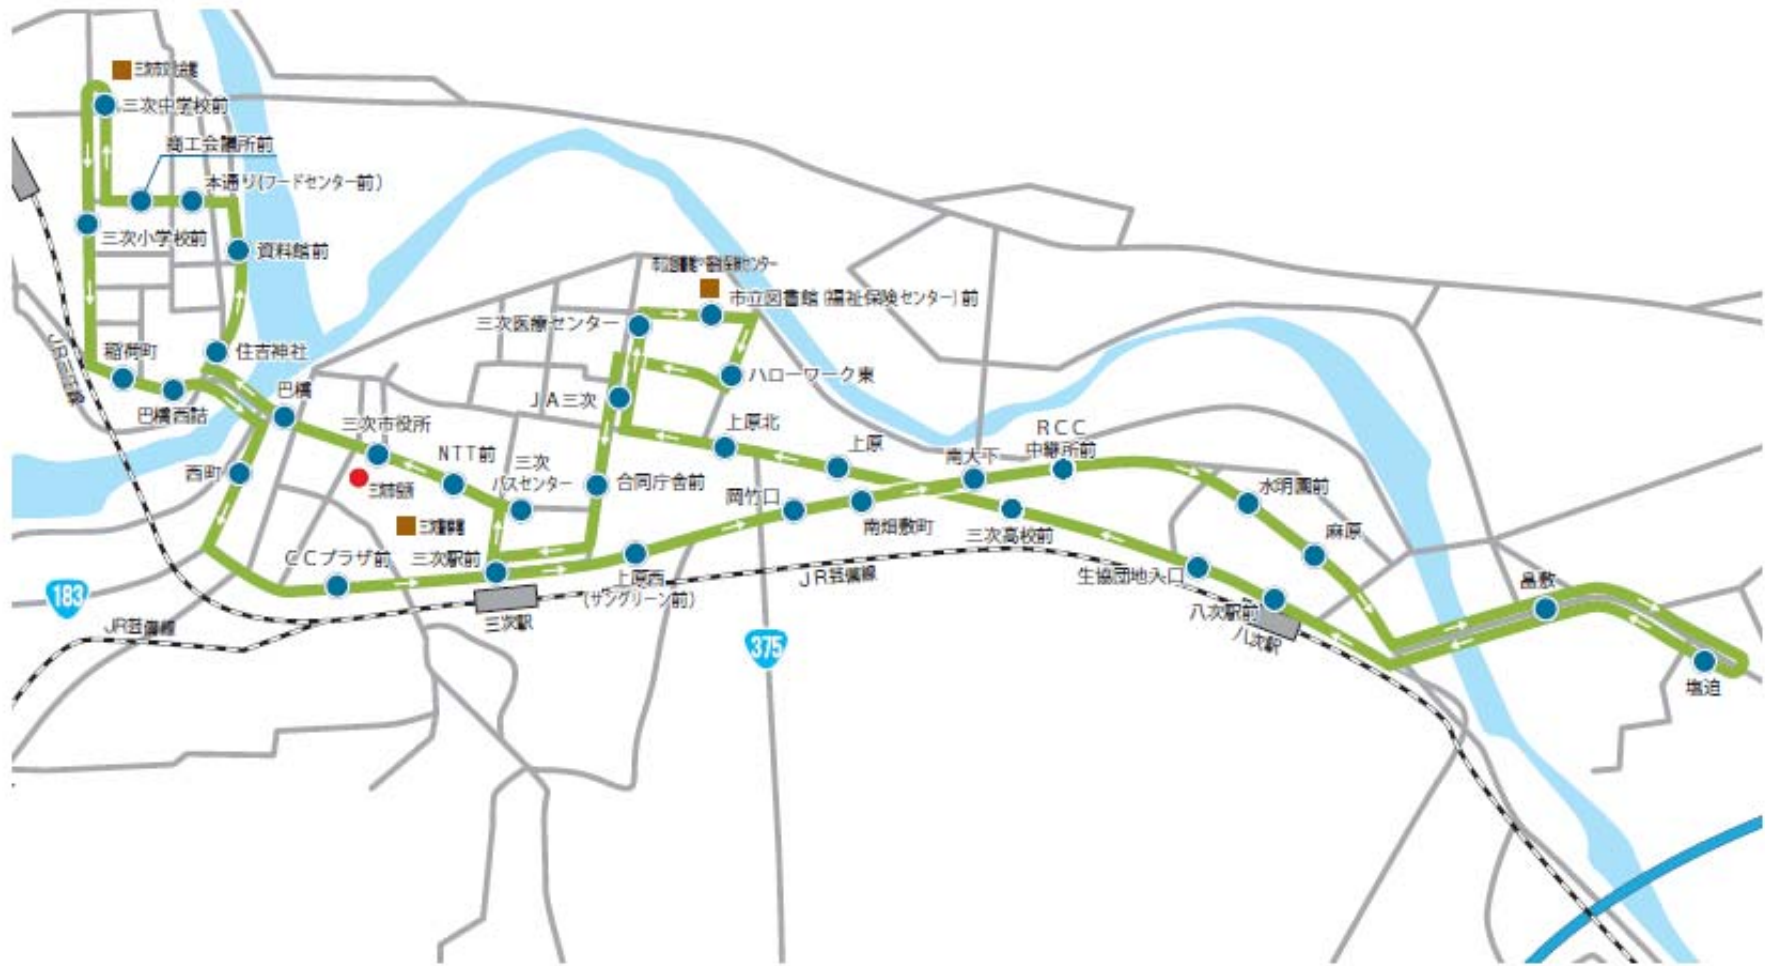 三次中学校前
商工会議所前
本通り(フードセンター前)
三次小学校前
資料館前
稲荷町
住吉神社
巴橋西詰
巴橋
西町
三次市役所
NTT前
三次
バスセンター
三次医療センター
市立図書館(福祉保険センター)前
ハローワーク東
JA三次
上原北
上原
合同庁舎前
岡竹口
南畑敷町
南大下
RCC
中継所前
三次高校前
水明園前
麻原
畠敷
塩迫
生協団地入口
八次駅前
八次駅
CCプラザ前
三次駅前
三次駅
上原西
(サングリーン前)
JR三江線
JR芸備線
JR芸備線
183
375